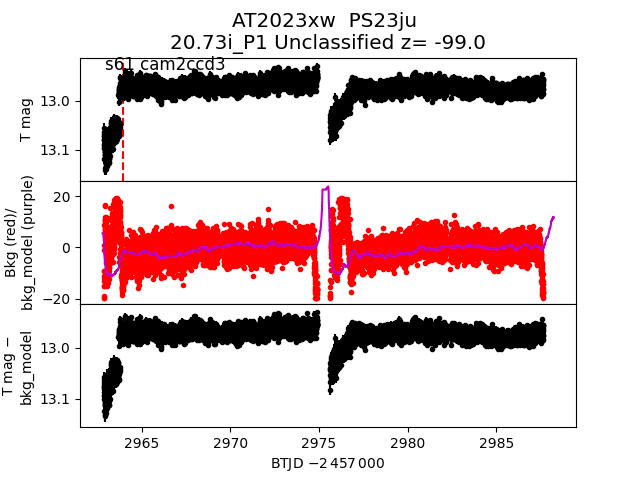 AT2023xw  PS23ju
20.73i_P1 Unclassified z= -99.0
s61 cam2ccd3
T mag
13.0
13.1
Bkg (red)/
bkg_model (purple)
20
0
−20
T mag −
bkg_model
13.0
13.1
2965
2970
2975
2980
2985
BTJD −2 457 000